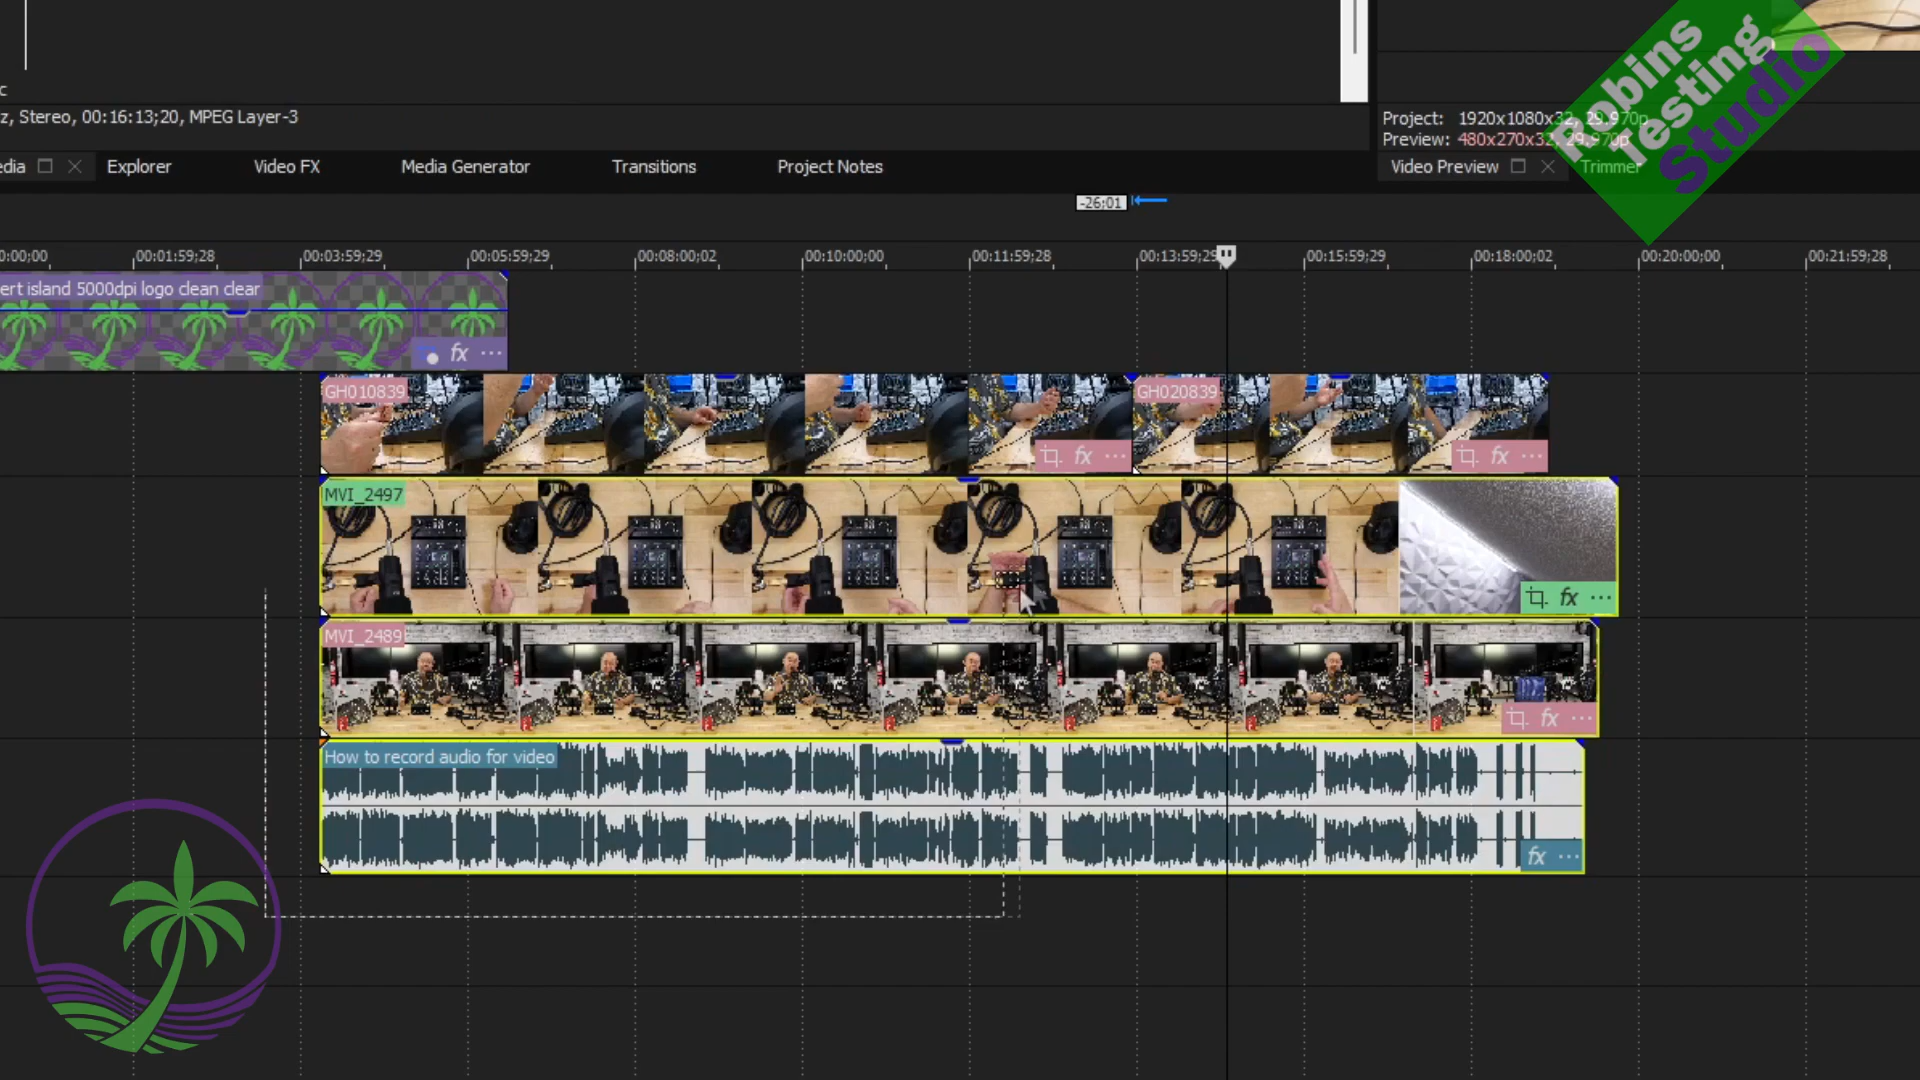 c
z, Stereo, 00:16:13;20, MPEG Layer-3
Project: 1920x1080x32, 29.970p
Preview: 480x270x32, 29.970p
Robins
Testing
Studio
edia Explorer Video FX Media Generator Transitions Project Notes Video Preview Trimmer
-26;01
0:00;00 00:01:59;28 00:03:59;29 00:05:59;29 00:08:00;02 00:10:00;00 00:11:59;28 00:13:59;29 00:15:59;29 00:18:00;02 00:20:00;00 00:21:59;28
ert island 5000dpi logo clean clear
fx
GH010839 GH020839
fx fx
MVI_2497
fx
MVI_2489
fx
How to record audio for video
fx